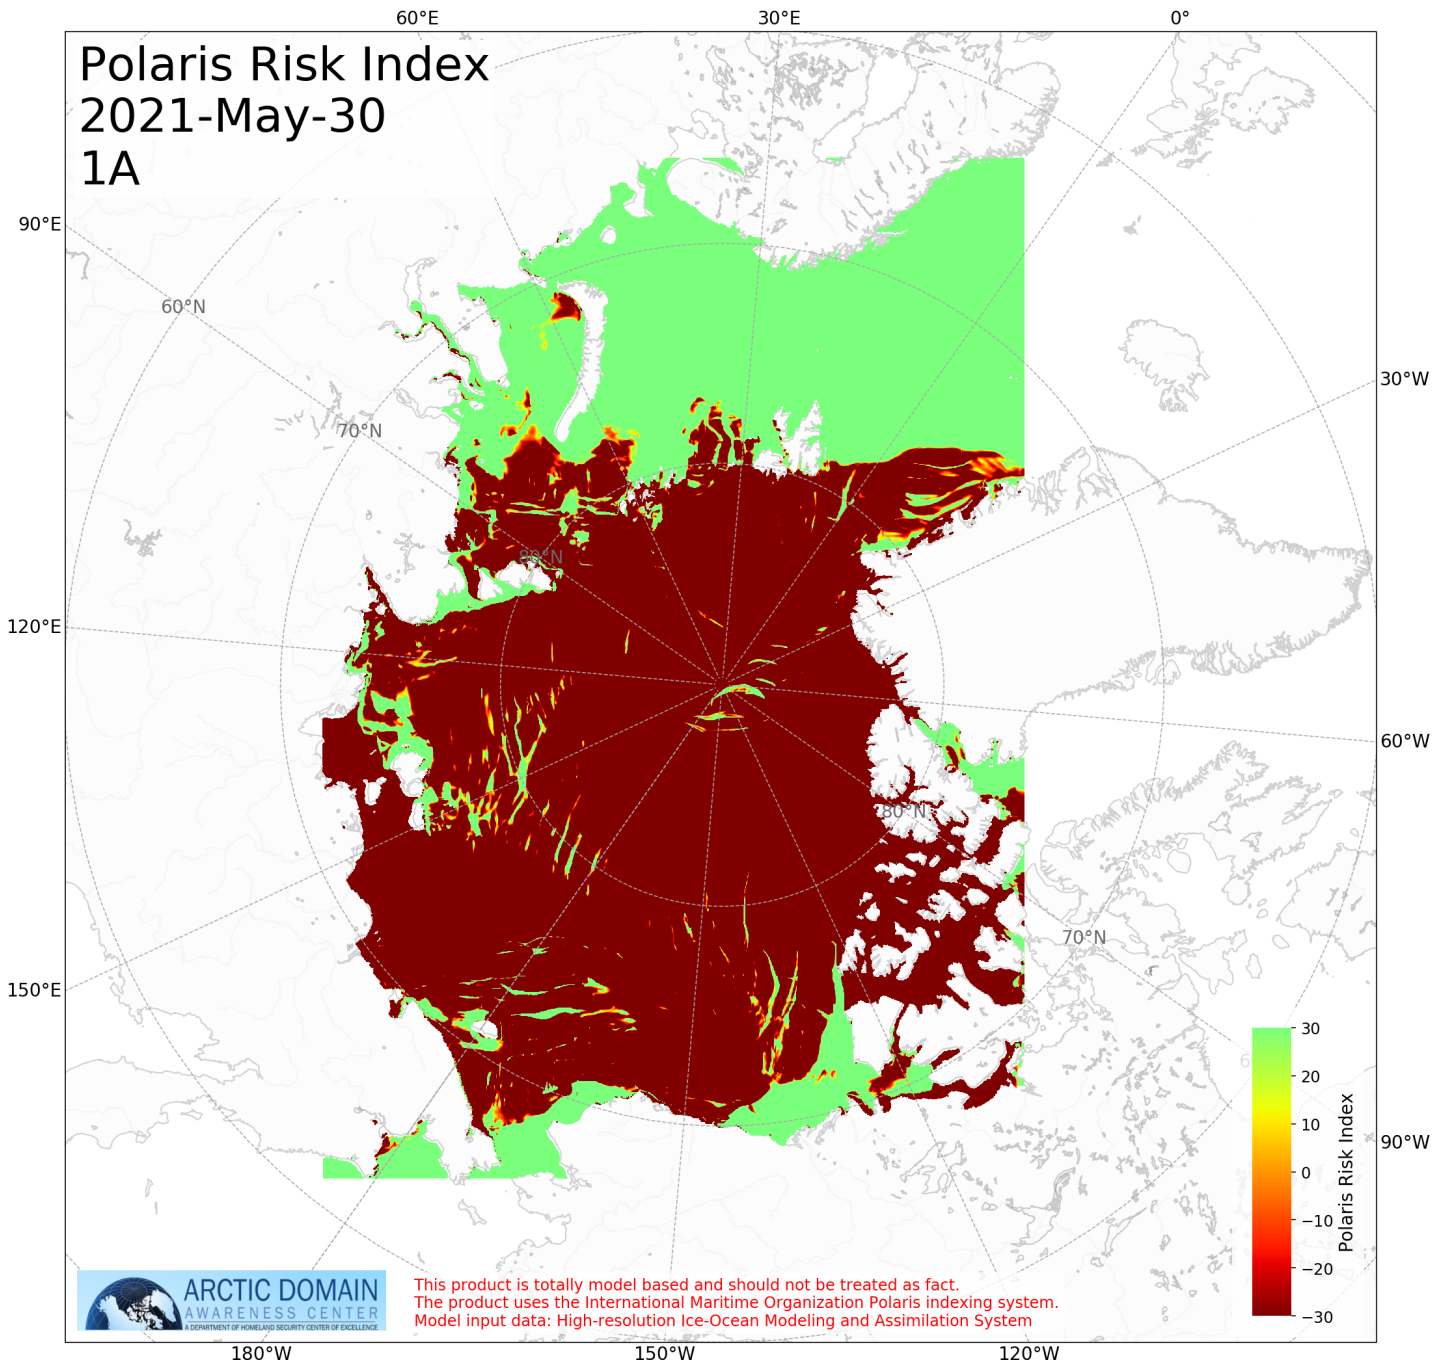 60°E
30°E
0°
Polaris Risk Index
2021-May-30
1A
90°E
60°N
30°W
70°N
80°N
120°E
60°W
80°N
70°N
150°E
30
20
10
0
−10
−20
−30
Polaris Risk Index
90°W
ARCTIC DOMAIN
AWARENESS CENTER
A DEPARTMENT OF HOMELAND SECURITY CENTER OF EXCELLENCE
This product is totally model based and should not be treated as fact.
The product uses the International Maritime Organization Polaris indexing system.
Model input data: High-resolution Ice-Ocean Modeling and Assimilation System
180°W
150°W
120°W